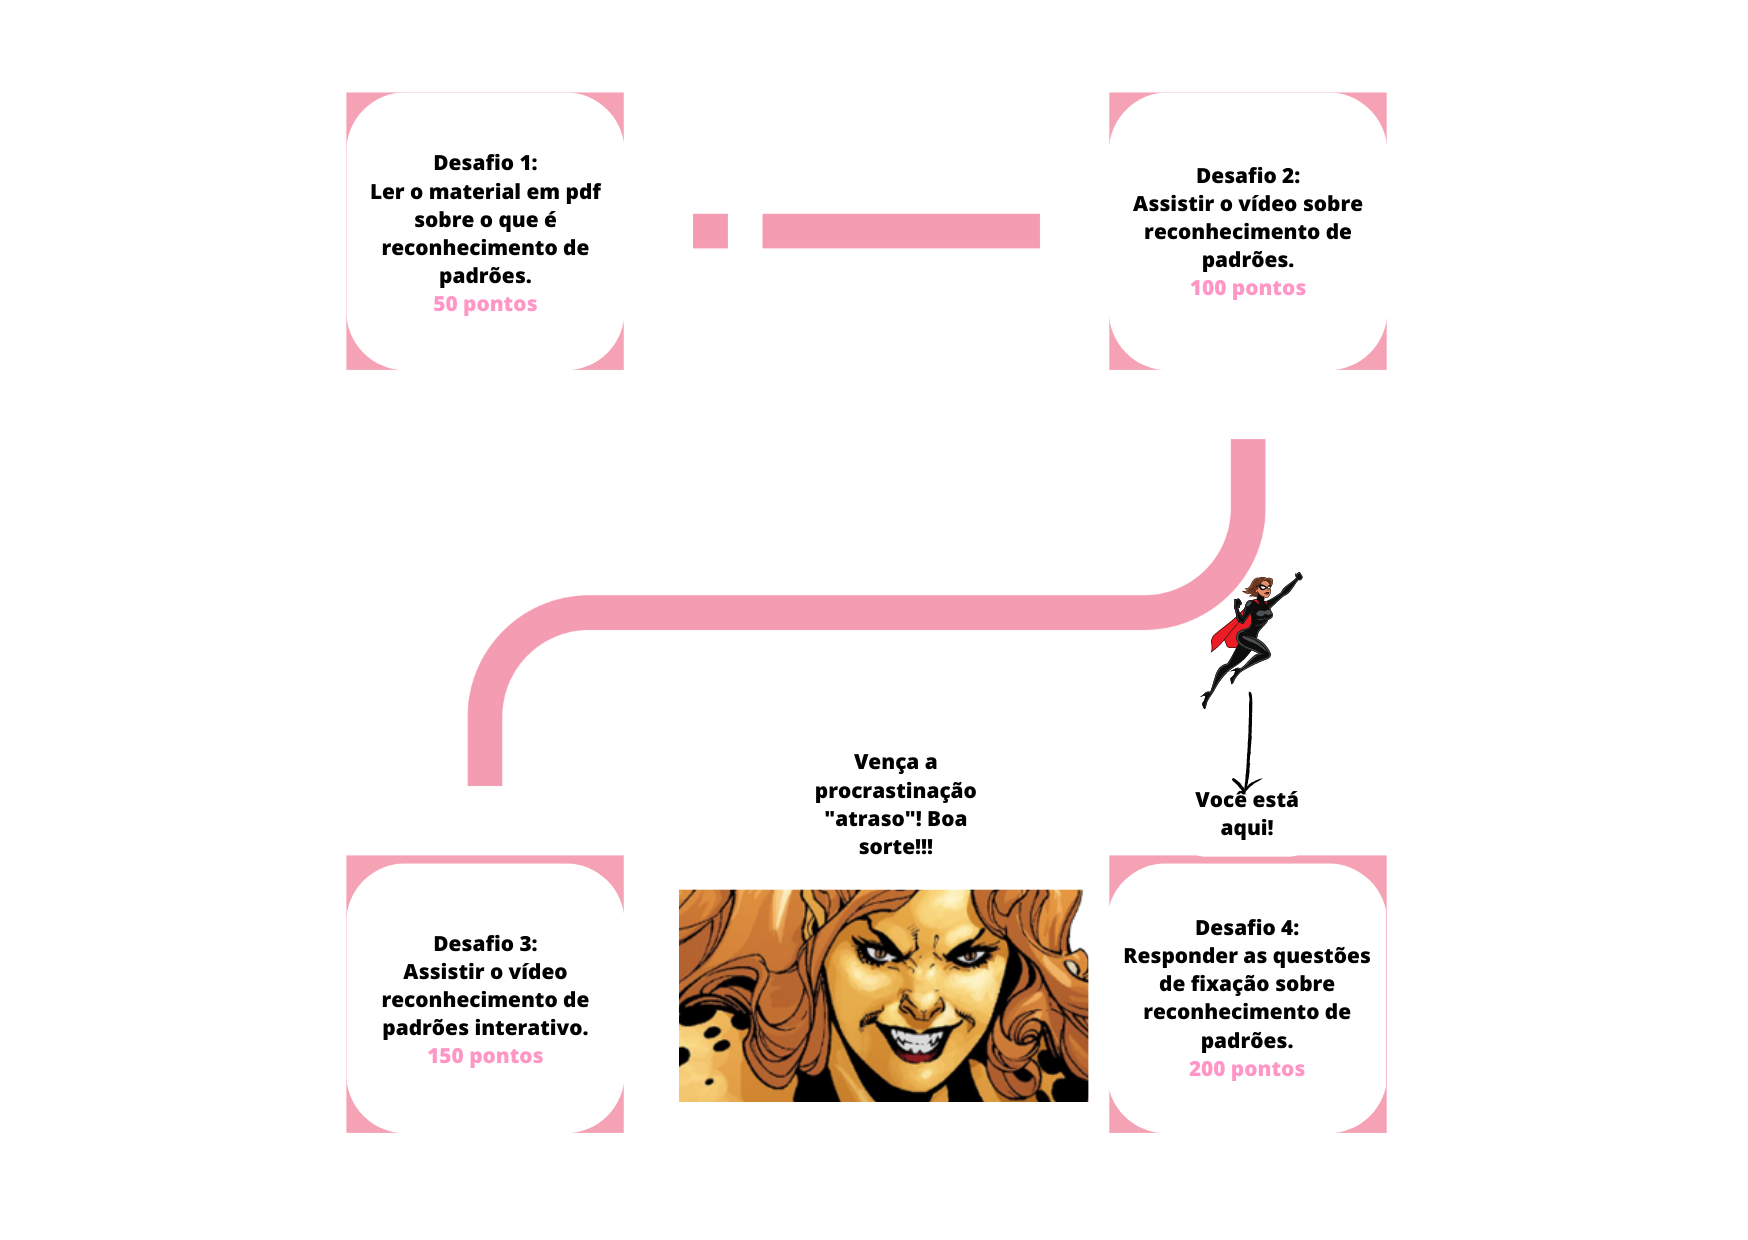 Desafio 1:
Ler o material em pdf
sobre o que é
reconhecimento de
padrões.
50 pontos
Desafio 2:
Assistir o vídeo sobre
reconhecimento de
padrões.
100 pontos
Vença a
procrastinação
"atraso"! Boa
sorte!!!
Você está
aqui!
Desafio 3:
Assistir o vídeo
reconhecimento de
padrões interativo.
150 pontos
Desafio 4:
Responder as questões
de fixação sobre
reconhecimento de
padrões.
200 pontos